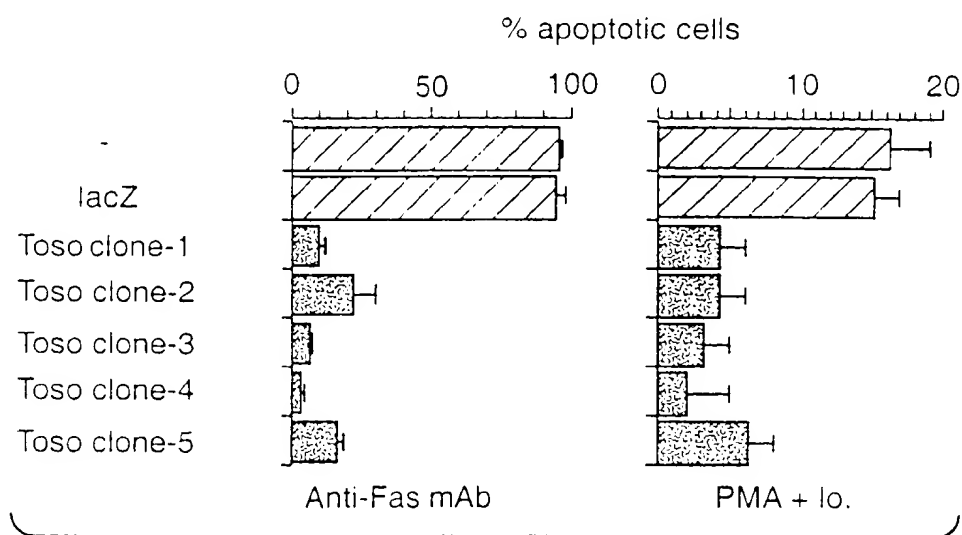 % apoptotic cells
0 50 100 0 10 20
-
lacZ
Toso clone-1
Toso clone-2
Toso clone-3
Toso clone-4
Toso clone-5
Anti-Fas mAb PMA + Io.